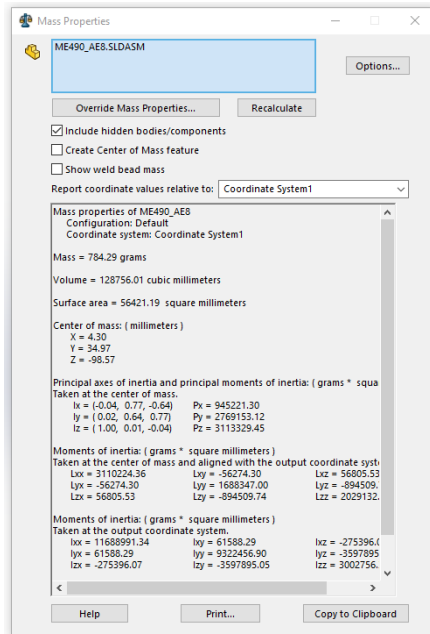 Mass Properties
ME490_AE8.SLDASM
Options...
Override Mass Properties... Recalculate
Include hidden bodies/components
Create Center of Mass feature
Show weld bead mass
Report coordinate values relative to: Coordinate System1
Mass properties of ME490_AE8
Configuration: Default
Coordinate system: Coordinate System1
Mass = 784.29 grams
Volume = 128756.01 cubic millimeters
Surface area = 56421.19 square millimeters
Center of mass: ( millimeters )
X = 4.30
Y = 34.97
Z = -98.57
Principal axes of inertia and principal moments of inertia: ( grams * squa
Taken at the center of mass.
Ix = (-0.04, 0.77, -0.64) Px = 945221.30
Iy = ( 0.02, 0.64, 0.77) Py = 2769153.12
Iz = ( 1.00, 0.01, -0.04) Pz = 3113329.45
Moments of inertia: ( grams * square millimeters )
Taken at the center of mass and aligned with the output coordinate syst
Lxx = 3110224.36 Lxy = -56274.30 Lxz = 56805.53
Lyx = -56274.30 Lyy = 1688347.00 Lyz = -894509.
Lzx = 56805.53 Lzy = -894509.74 Lzz = 2029132.
Moments of inertia: ( grams * square millimeters )
Taken at the output coordinate system.
Ixx = 11688991.34 Ixy = 61588.29 Ixz = -275396.0
Iyx = 61588.29 Iyy = 9322456.90 Iyz = -3597895
Izx = -275396.07 Izy = -3597895.05 Izz = 3002756.
Help Print... Copy to Clipboard